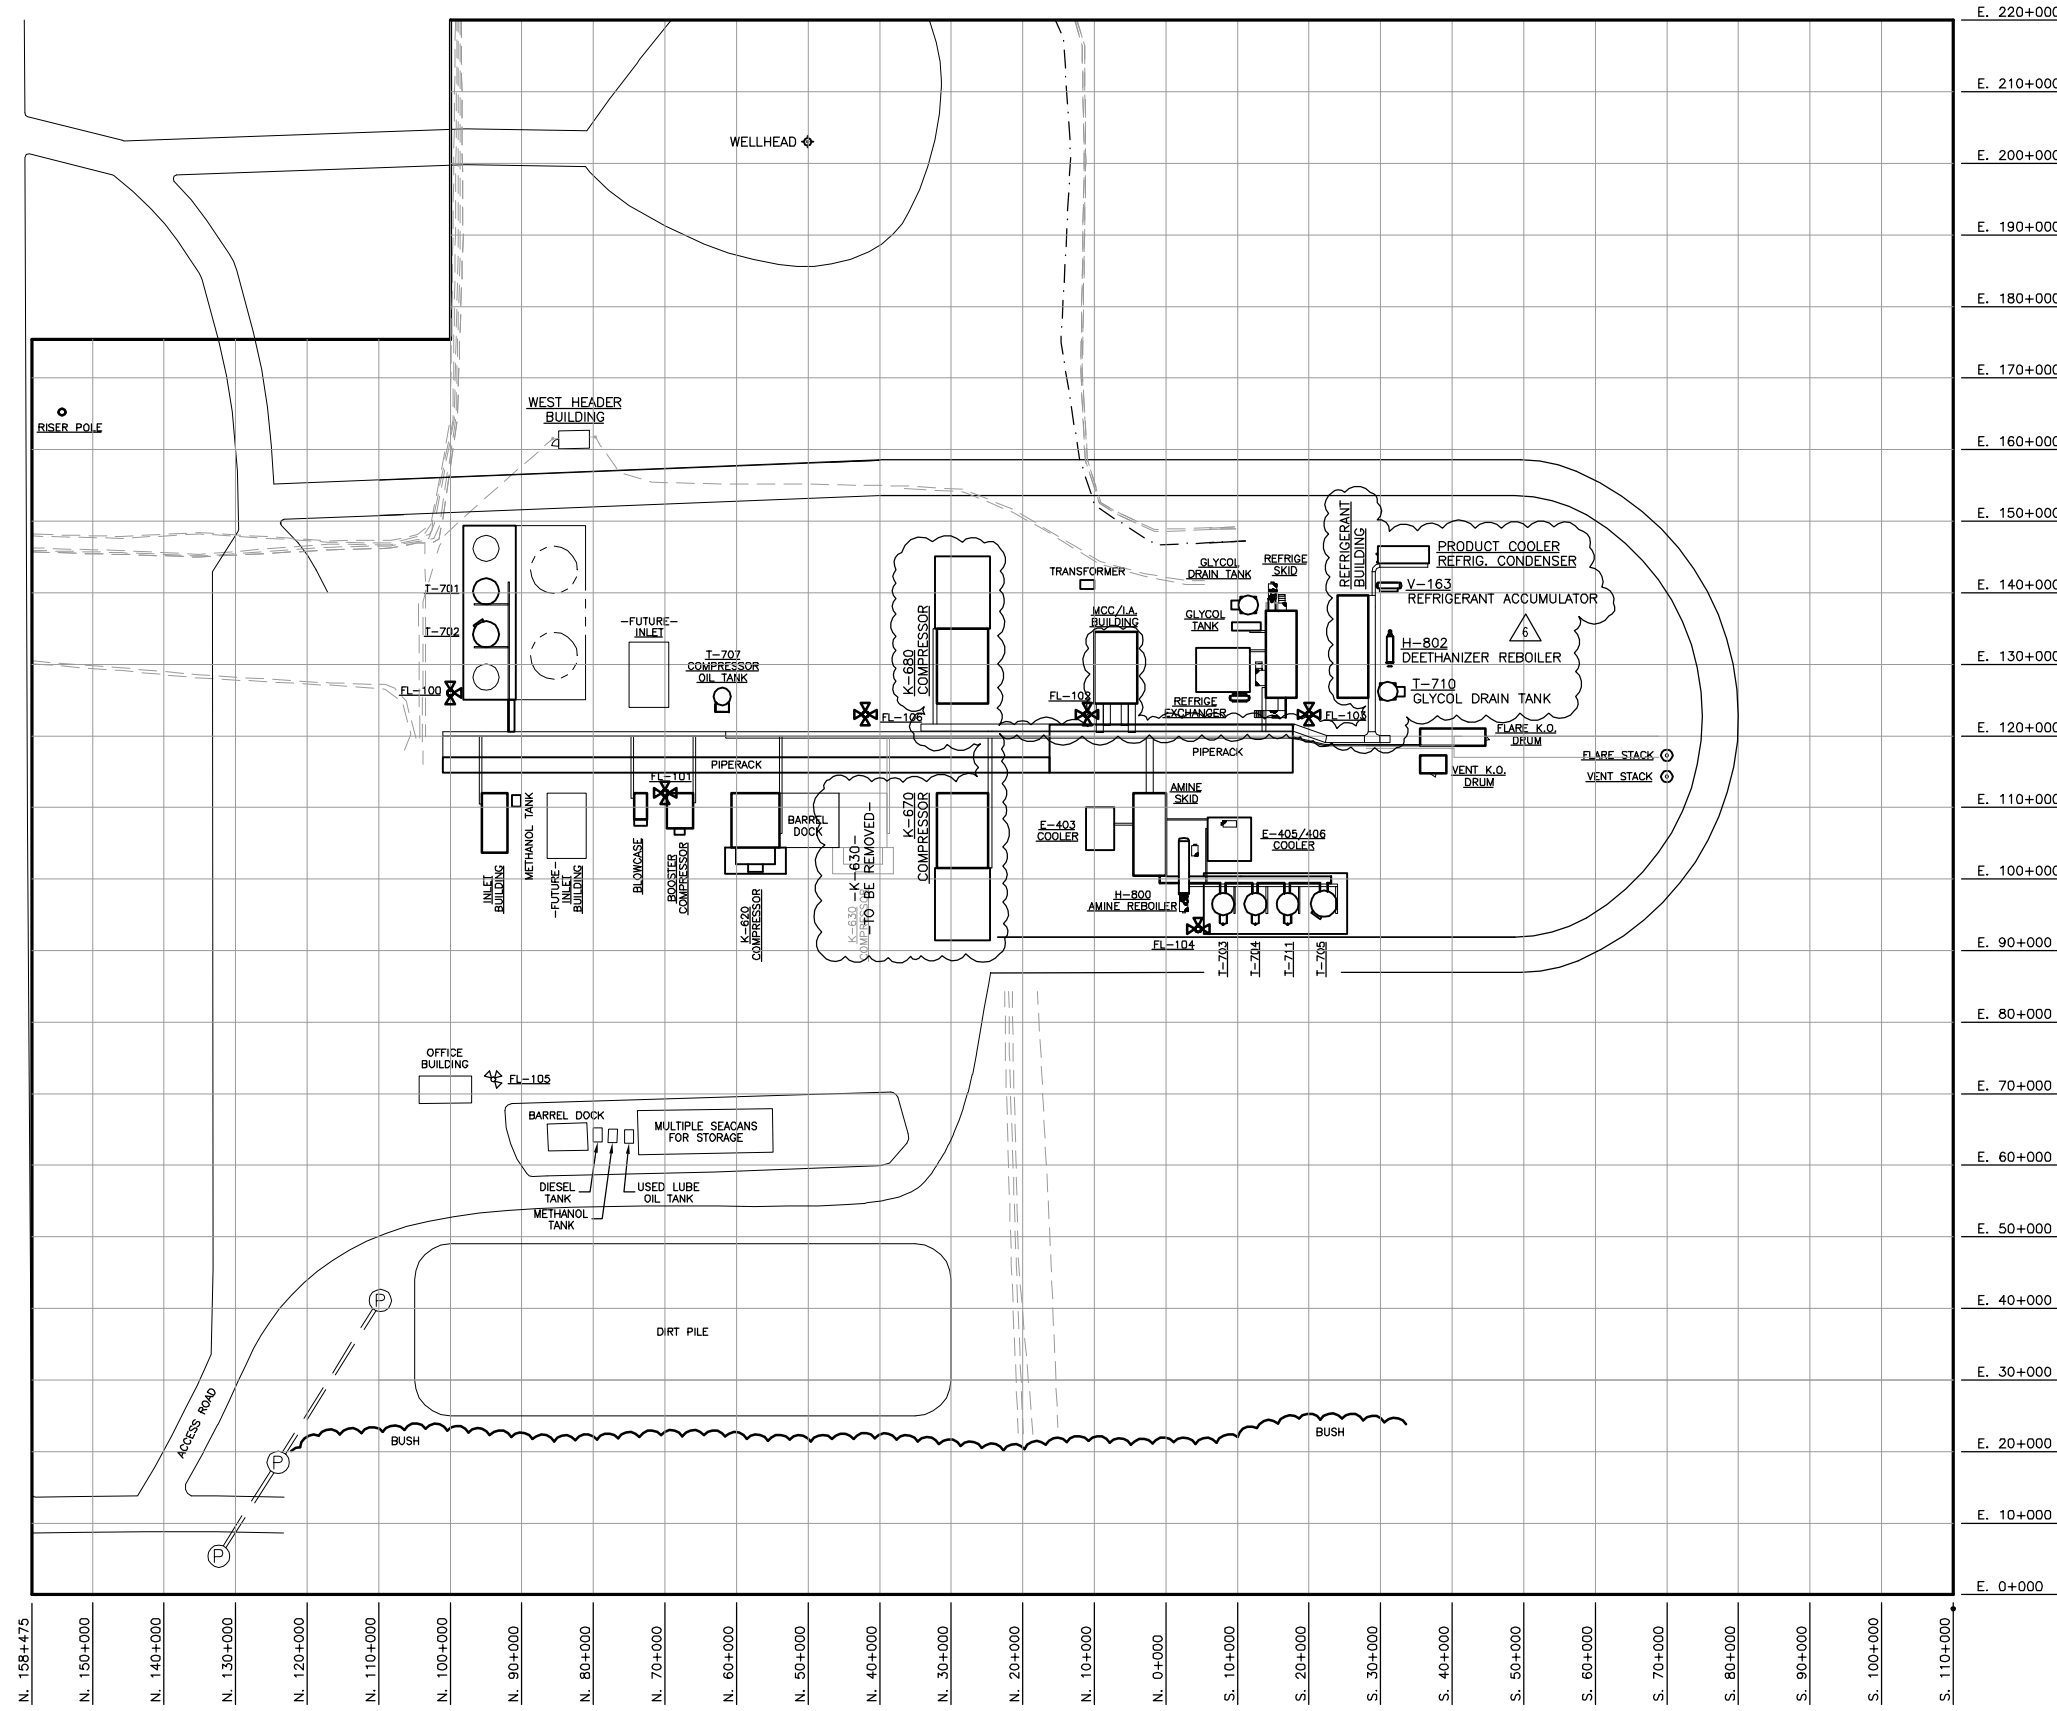 E. 220+000
E. 210+000
WELLHEAD
E. 200+000
E. 190+000
E. 180+000
E. 170+000
WEST HEADER
BUILDING
RISER POLE
E. 160+000
E. 150+000
REFRIGERANT
BUILDING
PRODUCT COOLER
REFRIG. CONDENSER
GLYCOL
DRAIN TANK
REFRIGE
SKID
TRANSFORMER
V-163
REFRIGERANT ACCUMULATOR
E. 140+000
T-701
T-702
-FUTURE-
INLET
T-707
COMPRESSOR
OIL TANK
K-680
COMPRESSOR
MCC/I.A.
BUILDING
GLYCOL
TANK
6
H-802
DEETHANIZER REBOILER
E. 130+000
T-710
GLYCOL DRAIN TANK
FL-100
FL-106
FL-102
REFRIGE
EXCHANGER
FL-103
E. 120+000
FLARE K.O.
DRUM
PIPERACK
PIPERACK
FLARE STACK
VENT K.O.
DRUM
VENT STACK
FL-101
E. 110+000
INLET
BUILDING
METHANOL TANK
-FUTURE-
INLET
BUILDING
BLOWCASE
BOOSTER
COMPRESSOR
BARREL
DOCK
K-620
COMPRESSOR
K-630
COMPRESSOR
-K-630-
-TO BE REMOVED-
K-670
COMPRESSOR
AMINE
SKID
E-403
COOLER
E-405/406
COOLER
E. 100+000
H-800
AMINE REBOILER
FL-104
T-703
T-704
T-711
T-705
E. 90+000
E. 80+000
OFFICE
BUILDING
FL-105
E. 70+000
BARREL DOCK
MULTIPLE SEACANS
FOR STORAGE
E. 60+000
DIESEL
TANK
METHANOL
TANK
USED LUBE
OIL TANK
E. 50+000
P
E. 40+000
DIRT PILE
E. 30+000
ACCESS ROAD
BUSH
BUSH
E. 20+000
P
E. 10+000
P
E. 0+000
N. 158+475
N. 150+000
N. 140+000
N. 130+000
N. 120+000
N. 110+000
N. 100+000
N. 90+000
N. 80+000
N. 70+000
N. 60+000
N. 50+000
N. 40+000
N. 30+000
N. 20+000
N. 10+000
N. 0+000
S. 10+000
S. 20+000
S. 30+000
S. 40+000
S. 50+000
S. 60+000
S. 70+000
S. 80+000
S. 90+000
S. 100+000
S. 110+000